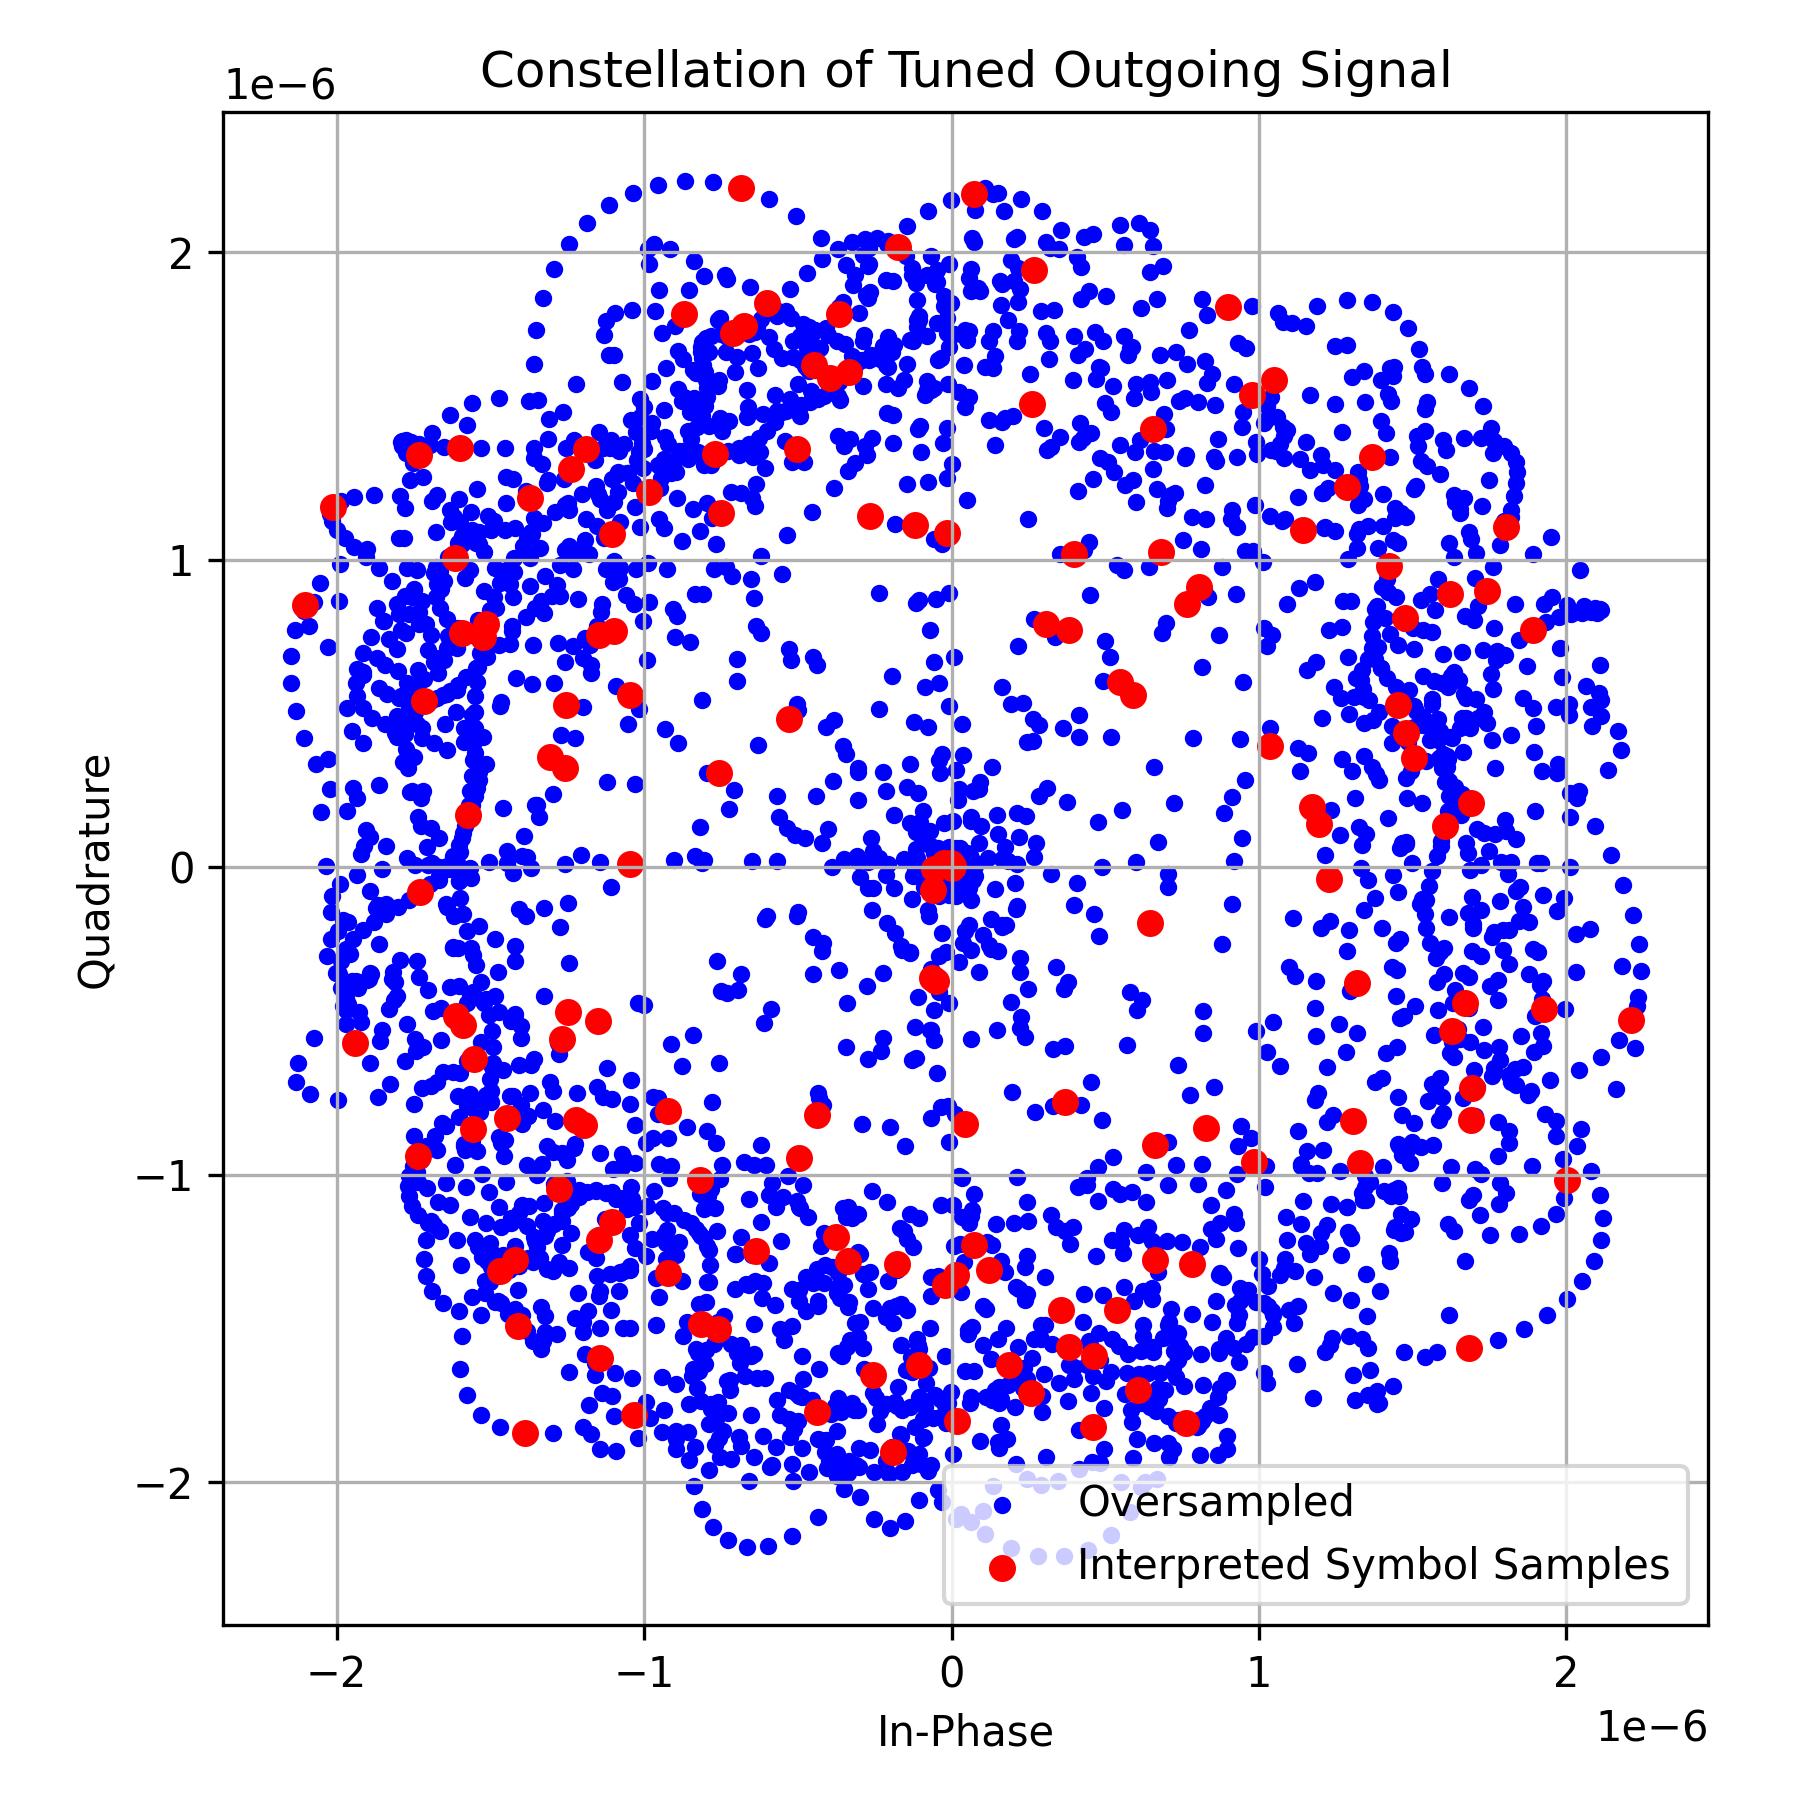 Constellation of Tuned Outgoing Signal
1e−6
2
1
0
−1
−2
Quadrature
Oversampled
Interpreted Symbol Samples
−2
−1
0
1
2
In-Phase
1e−6